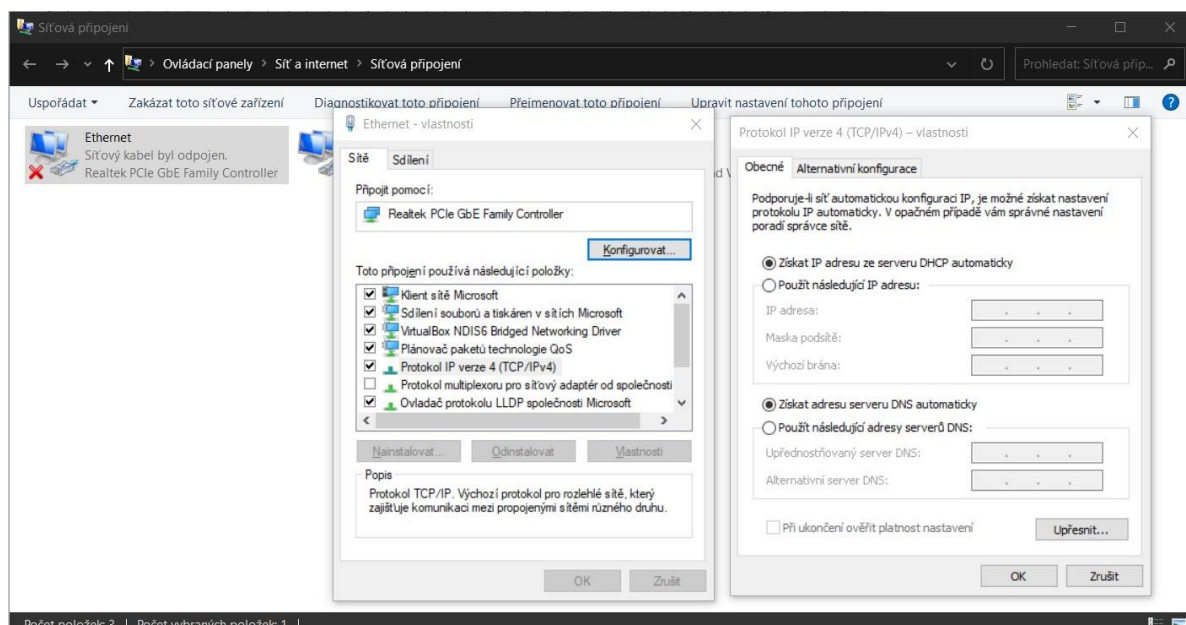 Síťová připojení
Ovládací panely > Síť a internet > Síťová připojení
Prohledat: Síťová přip...
Uspořádat
Zakázat toto síťové zařízení
Diagnostikovat toto připojení
Přejmenovat toto připojení
Upravit nastavení tohoto připojení
Ethernet
Síťový kabel byl odpojen.
Realtek PCIe GbE Family Controller
Ethernet - vlastnosti
Sítě
Sdílení
Připojit pomocí:
Realtek PCIe GbE Family Controller
Konfigurovat...
Toto připojení používá následující položky:
Klient sítě Microsoft
Sdílení souborů a tiskáren v sítích Microsoft
VirtualBox NDIS6 Bridged Networking Driver
Plánovač paketů technologie QoS
Protokol IP verze 4 (TCP/IPv4)
Protokol multiplexoru pro síťový adaptér od společnosti
Ovladač protokolu LLDP společnosti Microsoft
Nainstalovat...
Odinstalovat
Vlastnosti
Popis
Protokol TCP/IP. Výchozí protokol pro rozlehlé sítě, který
zajišťuje komunikaci mezi propojenými sítěmi různého druhu.
OK
Zrušit
Protokol IP verze 4 (TCP/IPv4) – vlastnosti
Obecné
Alternativní konfigurace
Podporuje-li síť automatickou konfiguraci IP, je možné získat nastavení
protokolu IP automaticky. V opačném případě vám správné nastavení
poradí správce sítě.
Získat IP adresu ze serveru DHCP automaticky
Použít následující IP adresu:
IP adresa:
Maska podsítě:
Výchozí brána:
Získat adresu serveru DNS automaticky
Použít následující adresy serverů DNS:
Upřednostňovaný server DNS:
Alternativní server DNS:
Při ukončení ověřit platnost nastavení
Upřesnit...
OK
Zrušit
Počet vybraných položek: 1